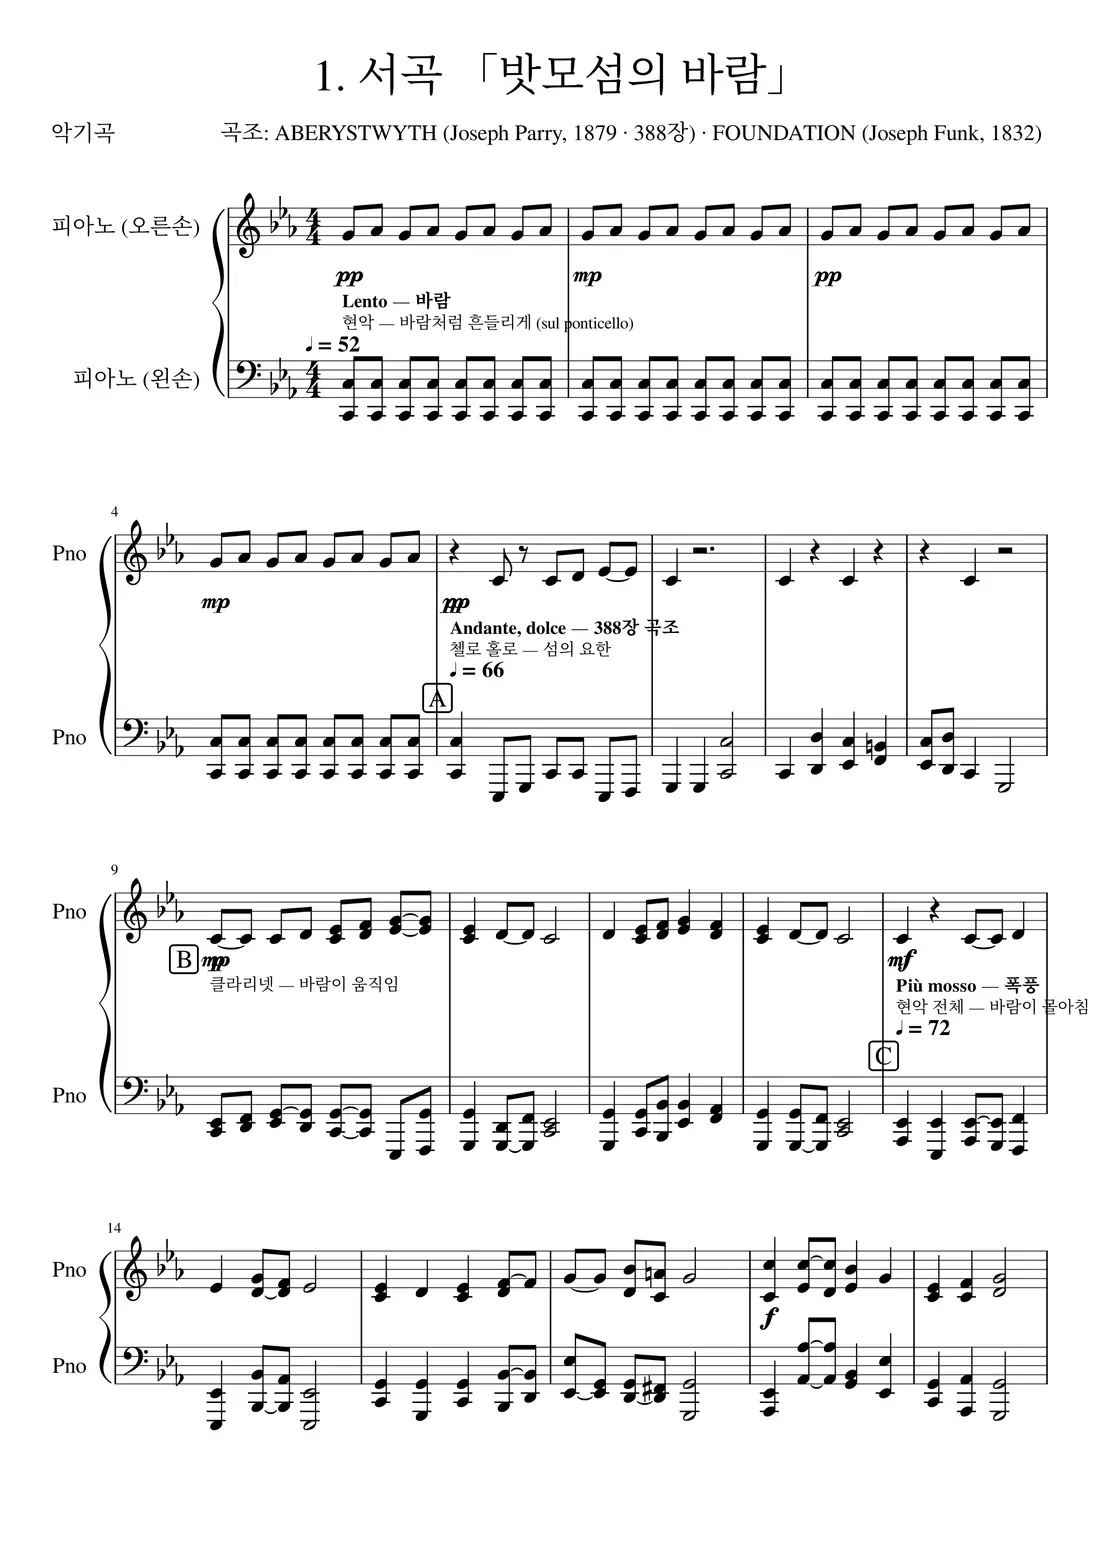 1. 서곡 「밧모섬의 바람」
악기곡
곡조: ABERYSTWYTH (Joseph Parry, 1879 · 388장) · FOUNDATION (Joseph Funk, 1832)
피아노 (오른손)
pp
mp
pp
Lento — 바람
현악 — 바람처럼 흔들리게 (sul ponticello)
♩ = 52
피아노 (왼손)
4
Pno
mp
pp
Andante, dolce — 388장 곡조
첼로 홀로 — 섬의 요한
♩ = 66
A
Pno
9
Pno
B
mp
클라리넷 — 바람이 움직임
mf
Più mosso — 폭풍
현악 전체 — 바람이 몰아침
♩ = 72
C
Pno
14
Pno
f
Pno